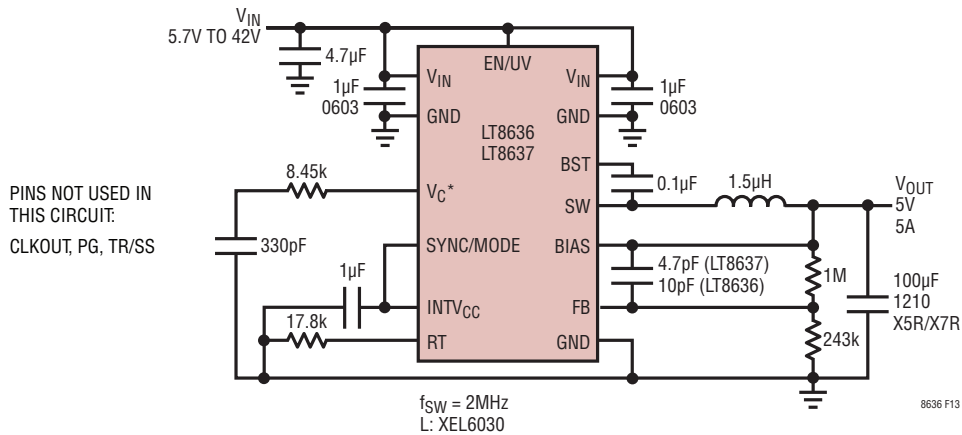 V_IN
5.7V TO 42V
4.7µF
1µF
0603
V_IN
GND
EN/UV
V_IN
GND
1µF
0603
LT8636
LT8637
BST
0.1µF
SW
1.5µH
V_OUT
5V
5A
PINS NOT USED IN
THIS CIRCUIT:
CLKOUT, PG, TR/SS
8.45k
V_C*
330pF
SYNC/MODE
BIAS
4.7pF (LT8637)
10pF (LT8636)
1M
1µF
INTV_CC
FB
100µF
1210
X5R/X7R
17.8k
RT
GND
243k
f_SW = 2MHz
L: XEL6030
8636 F13